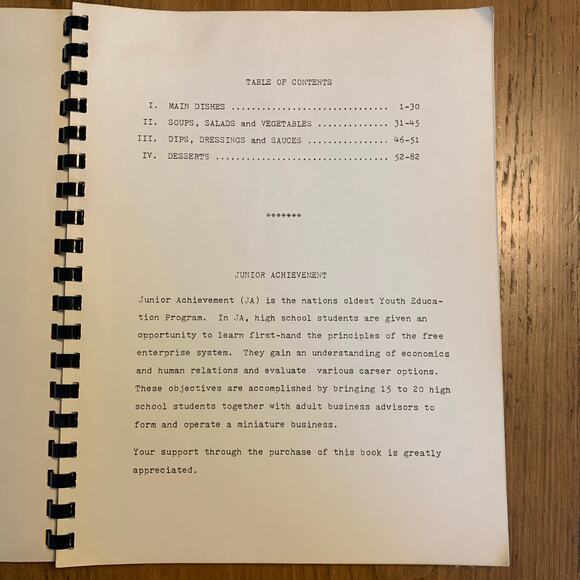 TABLE OF CONTENTS
I. MAIN DISHES ............................... 1-30
II. SOUPS, SALADS and VEGETABLES .............. 31-45
III. DIPS, DRESSINGS and SAUCES ................ 46-51
IV. DESSERTS .................................. 52-82
*******
JUNIOR ACHIEVEMENT
Junior Achievement (JA) is the nations oldest Youth Educa-
tion Program. In JA, high school students are given an
opportunity to learn first-hand the principles of the free
enterprise system. They gain an understanding of economics
and human relations and evaluate various career options.
These objectives are accomplished by bringing 15 to 20 high
school students together with adult business advisors to
form and operate a miniature business.
Your support through the purchase of this book is greatly
appreciated.